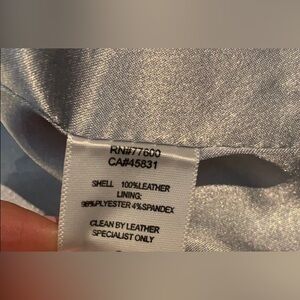 RN#77600
CA#45831
SHELL 100%LEATHER
LINING:
96%PLYESTER 4%SPANDEX
CLEAN BY LEATHER
SPECIALIST ONLY